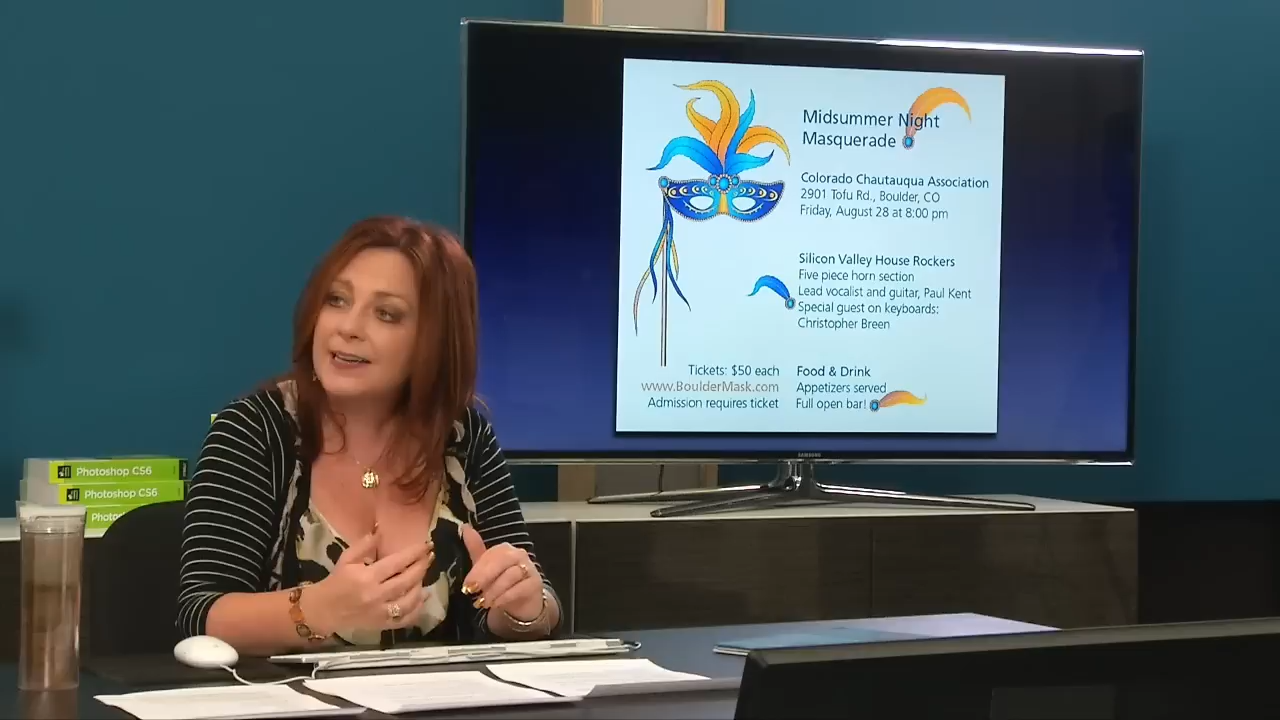 Midsummer Night
Masquerade
Colorado Chautauqua Association
2901 Tofu Rd., Boulder, CO
Friday, August 28 at 8:00 pm
Silicon Valley House Rockers
Five piece horn section
Lead vocalist and guitar, Paul Kent
Special guest on keyboards:
Christopher Breen
Tickets: $50 each
www.BoulderMask.com
Admission requires ticket
Food & Drink
Appetizers served
Full open bar!
SAMSUNG
Photoshop CS6
Photoshop CS6
Photo